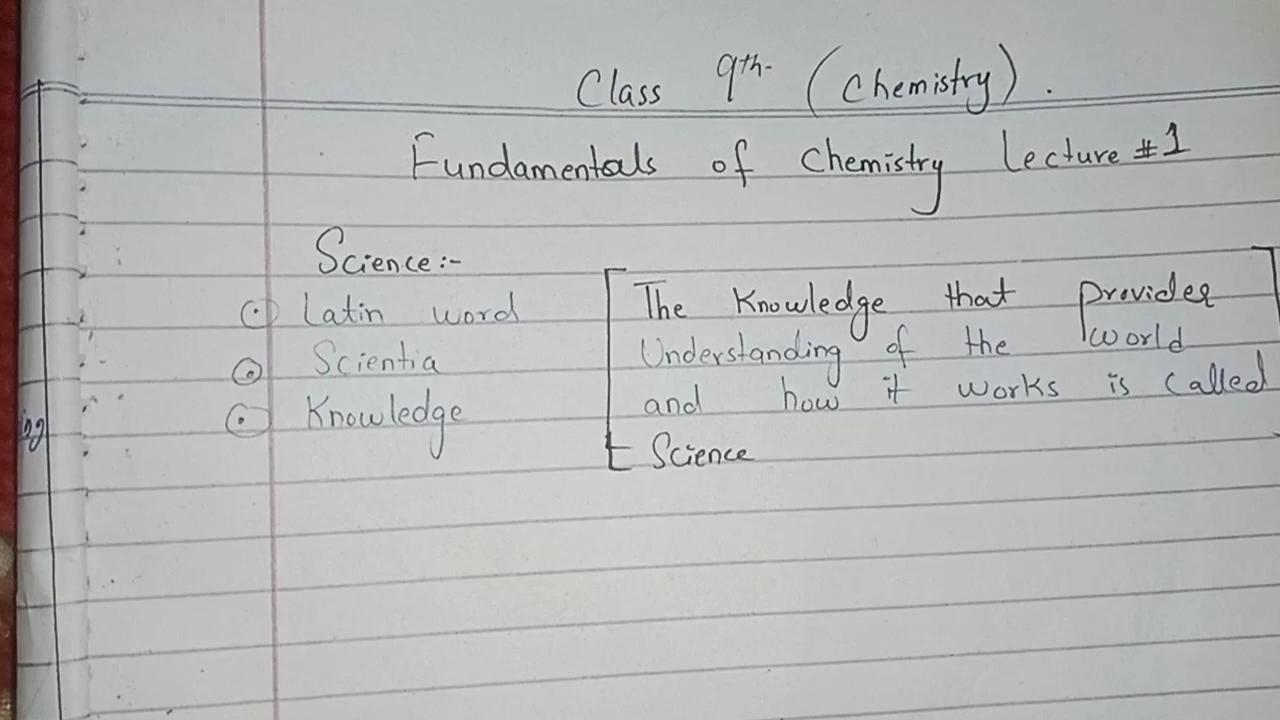 Class 9th. (Chemistry).
Fundamentals of Chemistry Lecture #1
Science:-
Latin word
Scientia
Knowledge
The Knowledge that provides
Understanding of the world
and how it works is called
Science